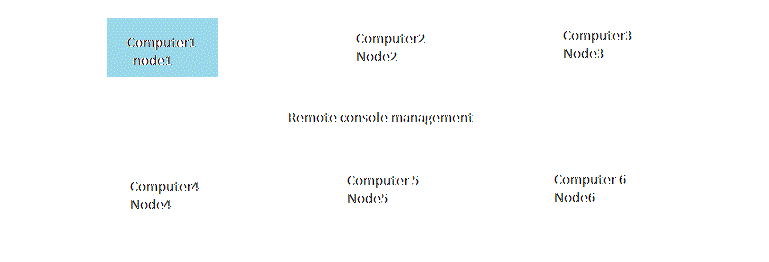 Computer1
node1
Computer2
Node2
Computer3
Node3
Remote console management
Computer4
Node4
Computer 5
Node5
Computer 6
Node6